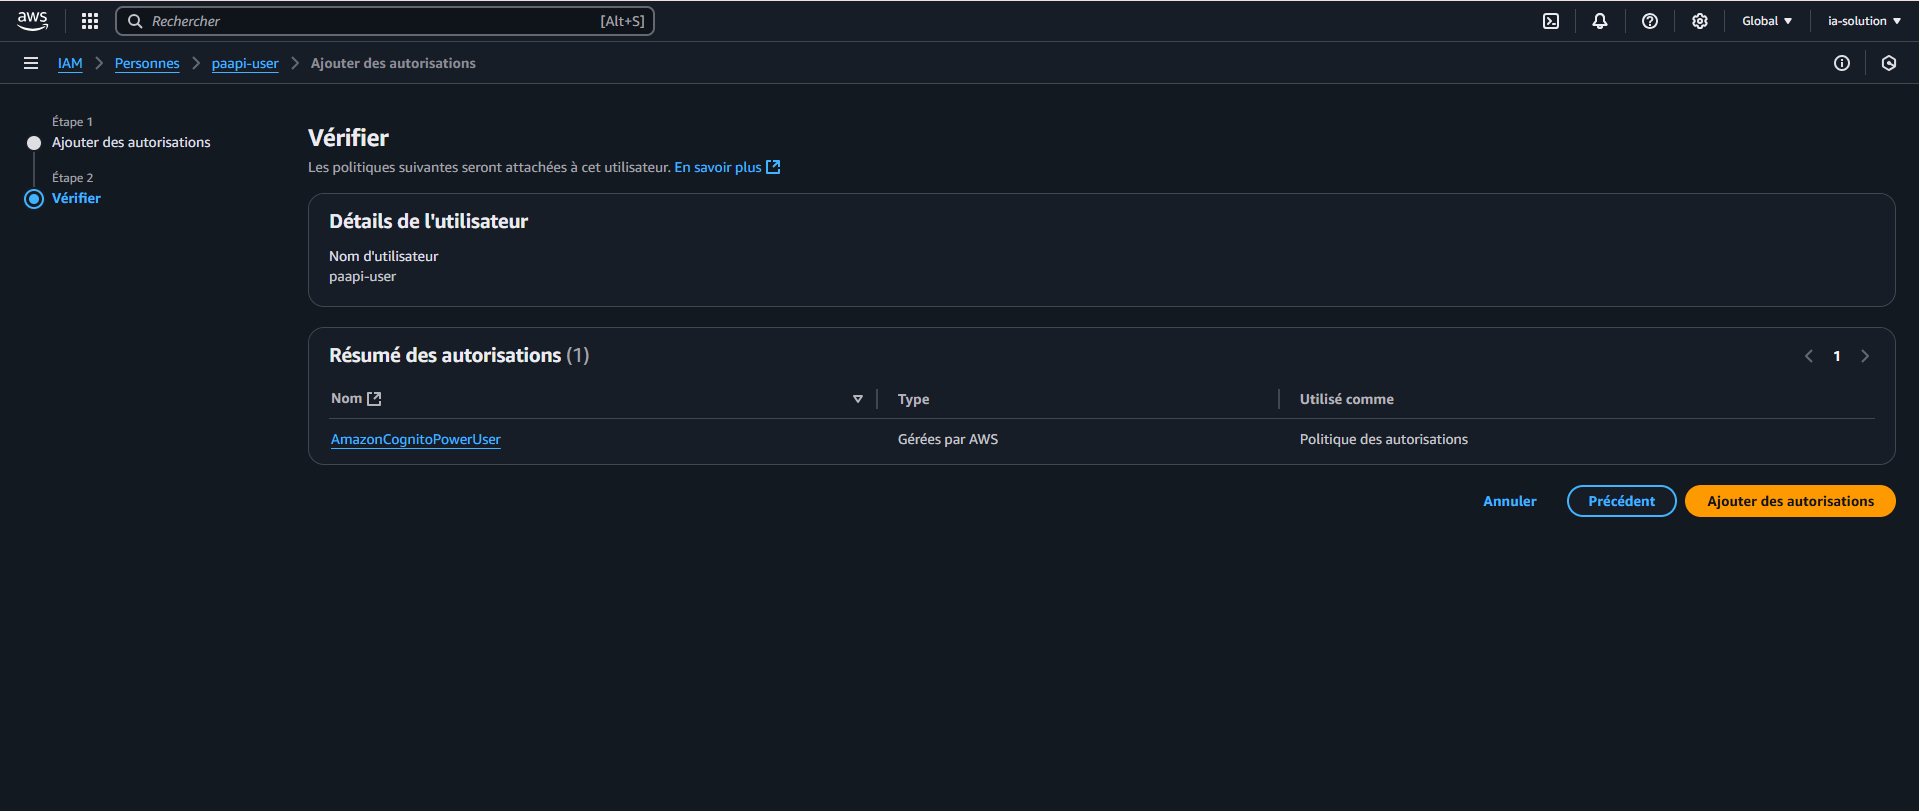 aws
Rechercher [Alt+S]
Global
ia-solution
IAM > Personnes > paapi-user > Ajouter des autorisations
Étape 1
Ajouter des autorisations
Étape 2
Vérifier
Vérifier
Les politiques suivantes seront attachées à cet utilisateur. En savoir plus
Détails de l'utilisateur
Nom d'utilisateur
paapi-user
Résumé des autorisations (1)
1
Nom Type Utilisé comme
AmazonCognitoPowerUser Gérées par AWS Politique des autorisations
Annuler Précédent Ajouter des autorisations